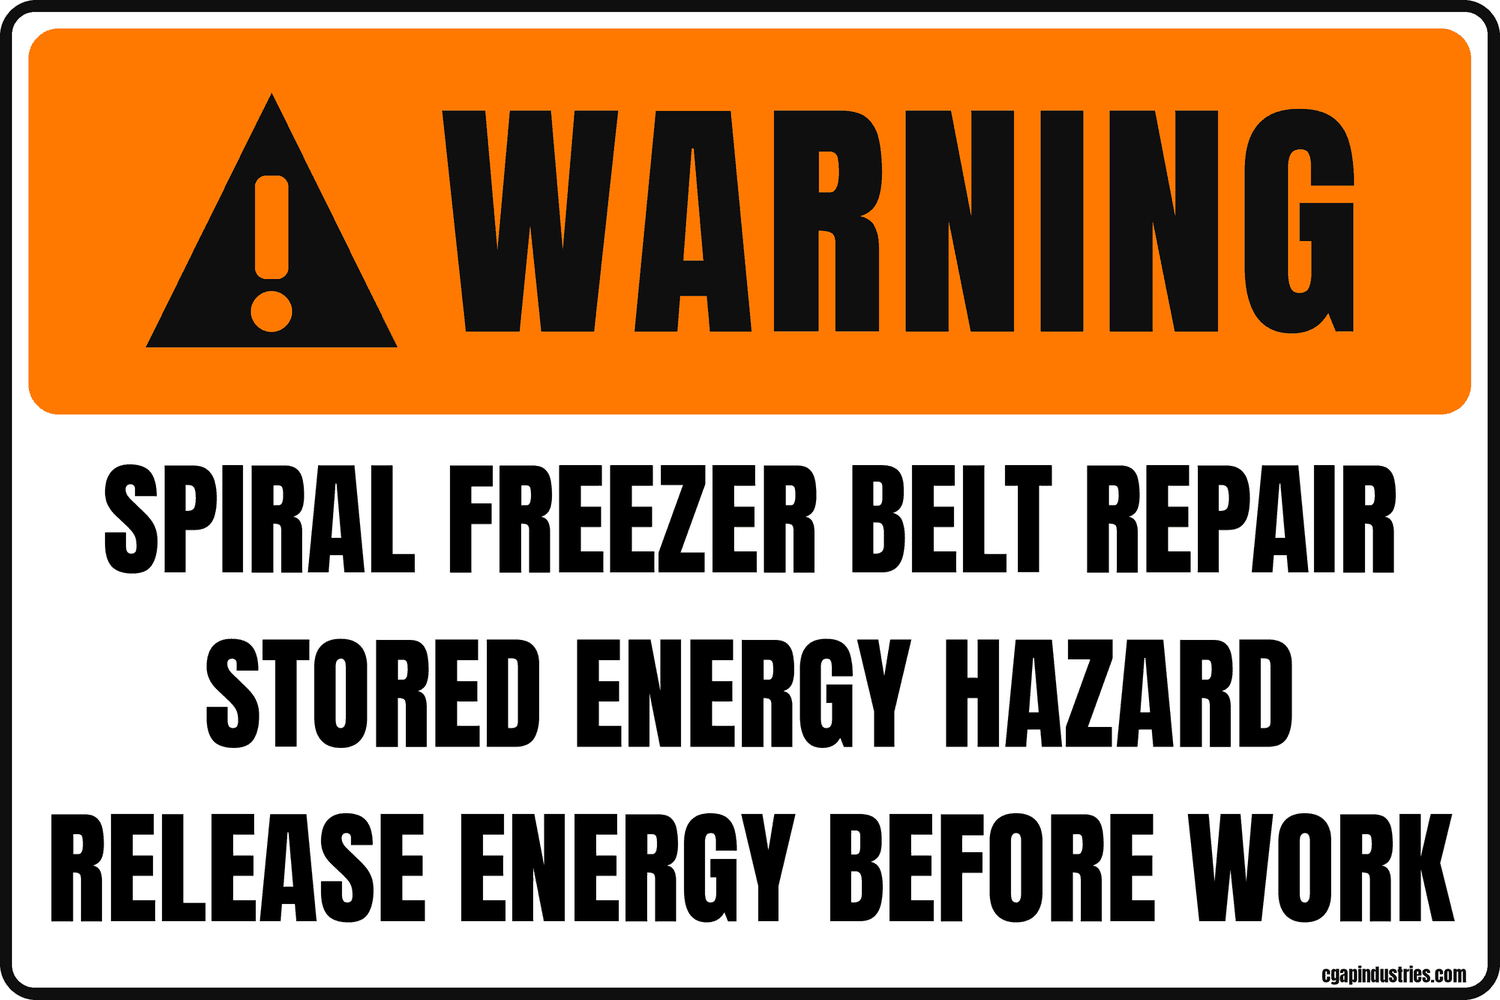 WARNING
SPIRAL FREEZER BELT REPAIR
STORED ENERGY HAZARD
RELEASE ENERGY BEFORE WORK
cgapindustries.com